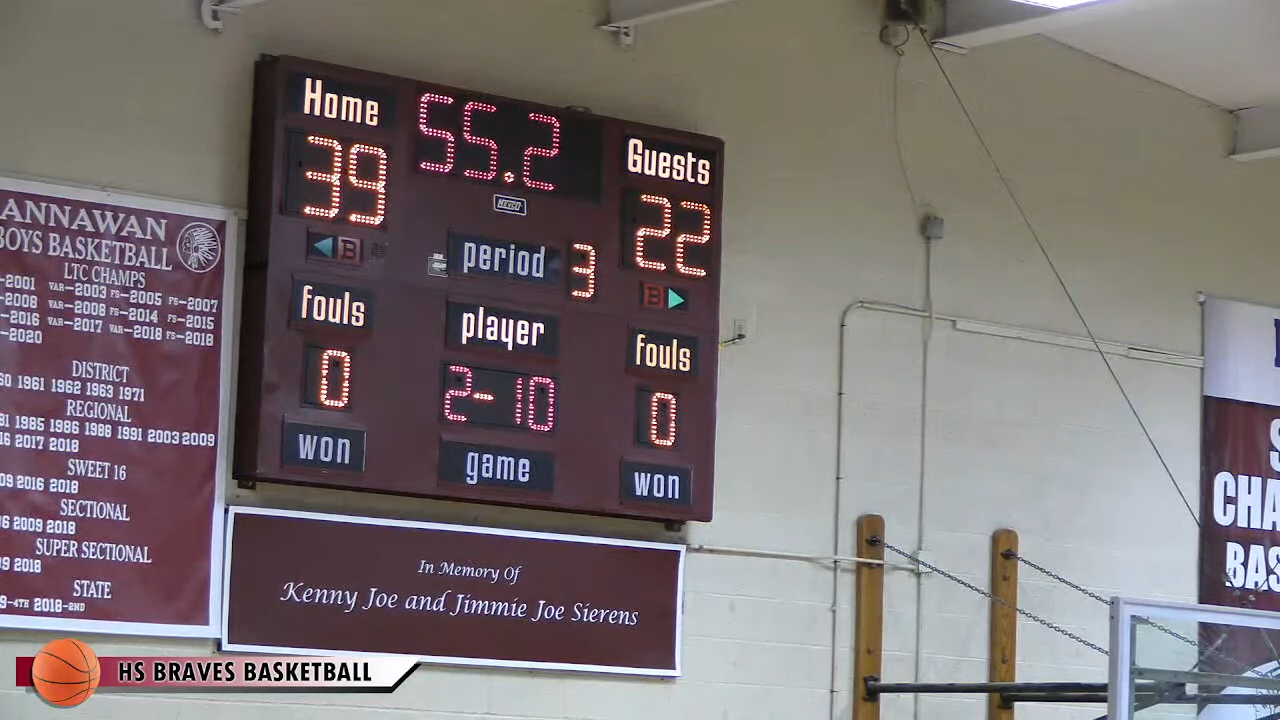 Home
55.2
Guests
39
22
B
period
3
B
fouls
player
fouls
0
2-10
0
won
game
won
ANNAWAN
BOYS BASKETBALL
LTC CHAMPS
-2001 VAR-2003 FS-2005 FS-2007
-2008 VAR-2008 FS-2014 FS-2015
-2016 VAR-2017 VAR-2018 FS-2018
-2020
DISTRICT
60 1961 1962 1963 1971
REGIONAL
81 1985 1986 1986 1991 2003 2009
16 2017 2018
SWEET 16
09 2016 2018
SECTIONAL
06 2009 2018
SUPER SECTIONAL
09 2018
STATE
9-4TH 2018-2ND
In Memory Of
Kenny Joe and Jimmie Joe Sierens
S
CHA
BAS
HS BRAVES BASKETBALL